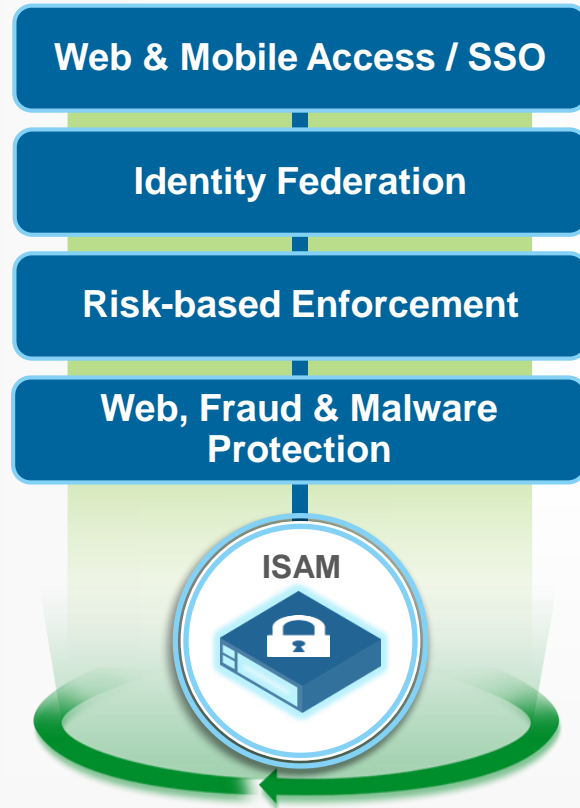 Web & Mobile Access / SSO
Identity Federation
Risk-based Enforcement
Web, Fraud & Malware
Protection
ISAM